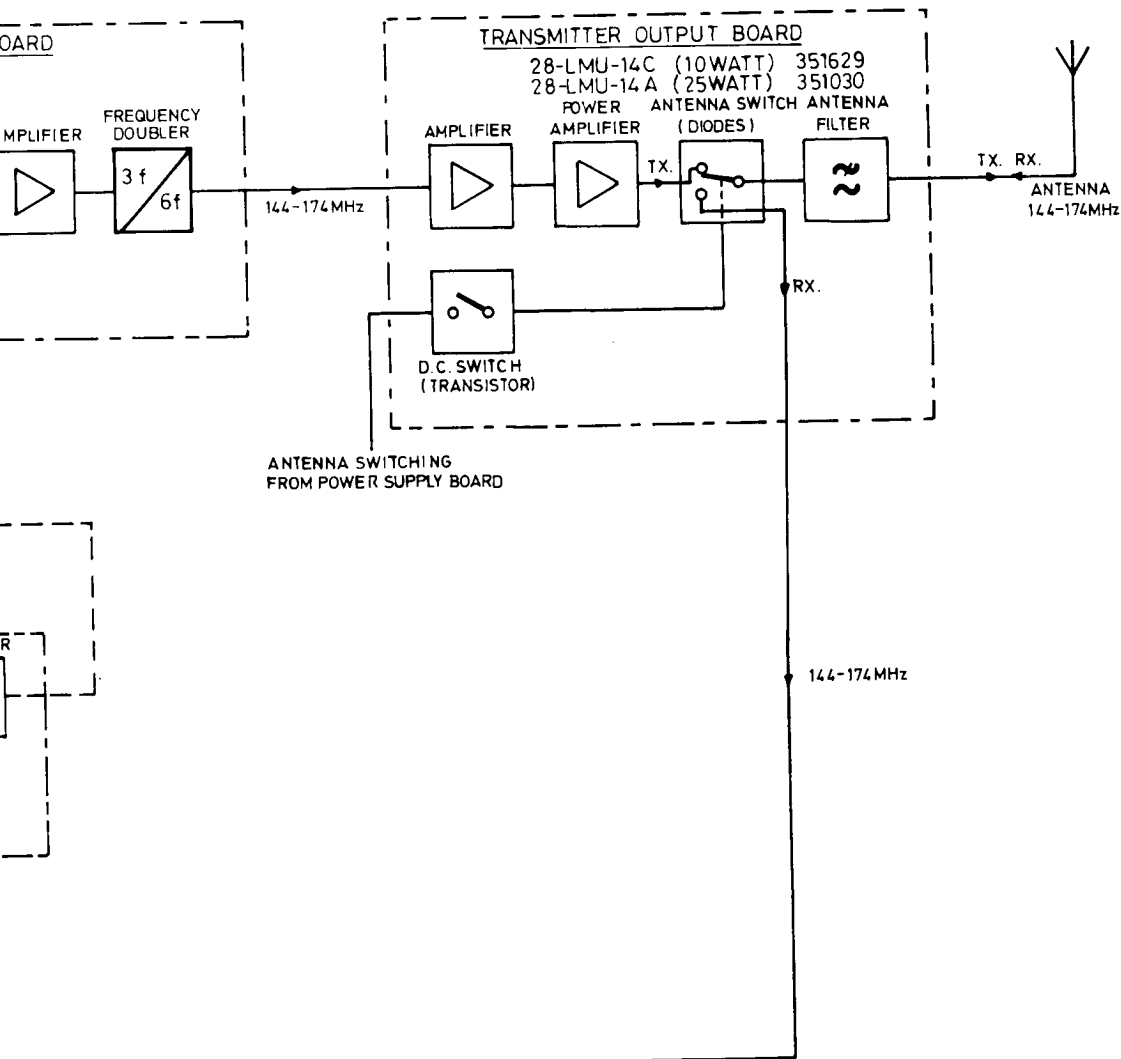 OARD
TRANSMITTER OUTPUT BOARD
28-LMU-14C (10WATT) 351629
28-LMU-14A (25WATT) 351030
MPLIFIER
FREQUENCY
DOUBLER
3f
6f
144-174MHz
AMPLIFIER
POWER
AMPLIFIER
TX.
ANTENNA SWITCH
(DIODES)
ANTENNA
FILTER
TX. RX.
ANTENNA
144-174MHz
RX.
D.C. SWITCH
(TRANSISTOR)
ANTENNA SWITCHING
FROM POWER SUPPLY BOARD
R
144-174MHz